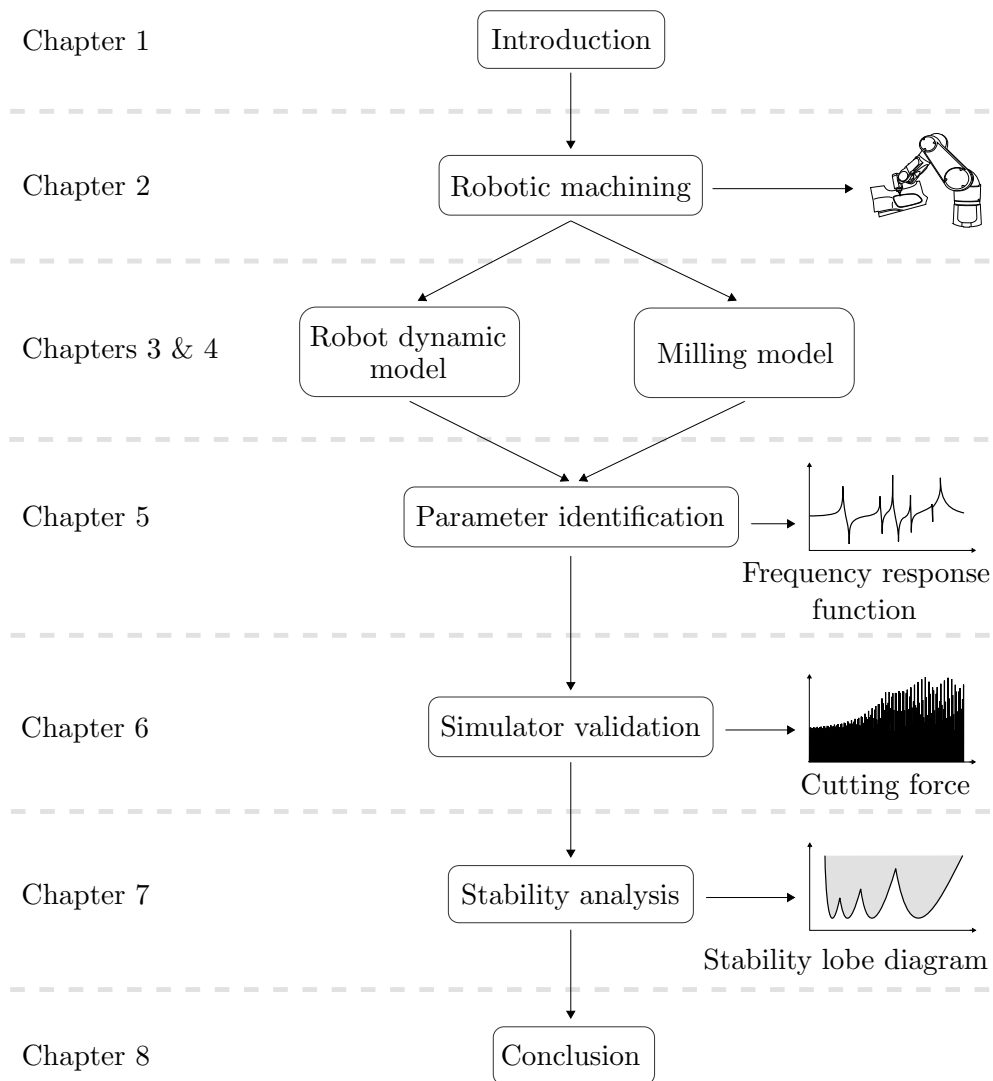 Chapter 1
Introduction
Chapter 2
Robotic machining
Chapters 3 & 4
Robot dynamic
model
Milling model
Chapter 5
Parameter identification
Frequency response
function
Chapter 6
Simulator validation
Cutting force
Chapter 7
Stability analysis
Stability lobe diagram
Chapter 8
Conclusion